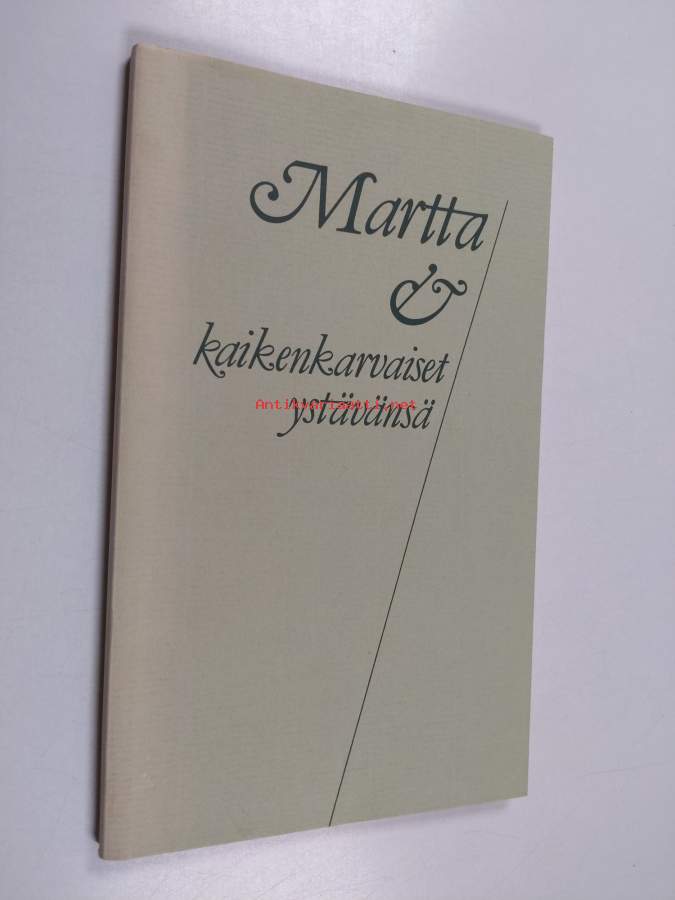 Martta
&
kaikenkarvaiset
Antikvariaatti.net
ystävänsä